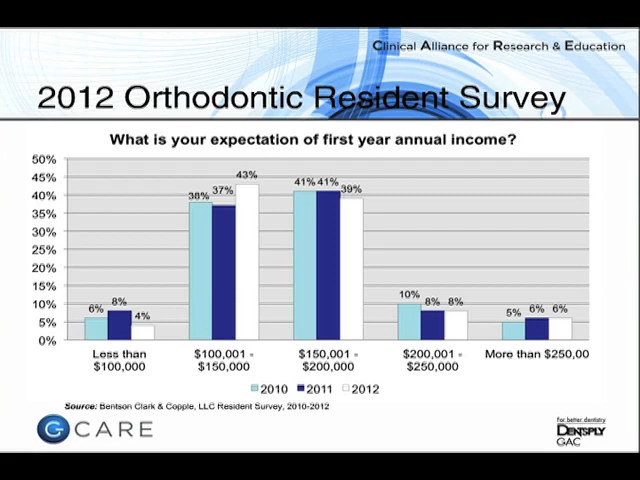 Clinical Alliance for Research & Education
2012 Orthodontic Resident Survey
What is your expectation of first year annual income?
50%
45%
40%
35%
30%
25%
20%
15%
10%
5%
0%
6% 8% 4%
38% 37% 43%
41% 41% 39%
10% 8% 8%
5% 6% 6%
Less than $100,001 - $150,001 - $200,001 - More than $250,00
$100,000 $150,000 $200,000 $250,000
2010 2011 2012
Source: Bentson Clark & Copple, LLC Resident Survey, 2010-2012
G CARE
For better dentistry
DENTSPLY
GAC